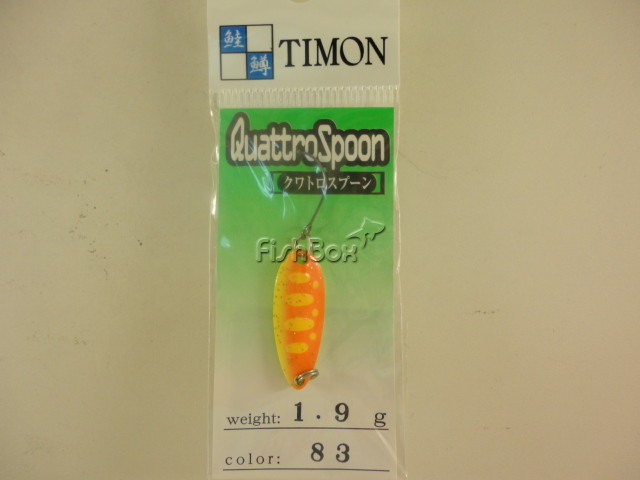 鮭
鱒
TIMON
QuattroSpoon
【クワトロスプーン】
FishBox
weight: 1.9 g
color: 83